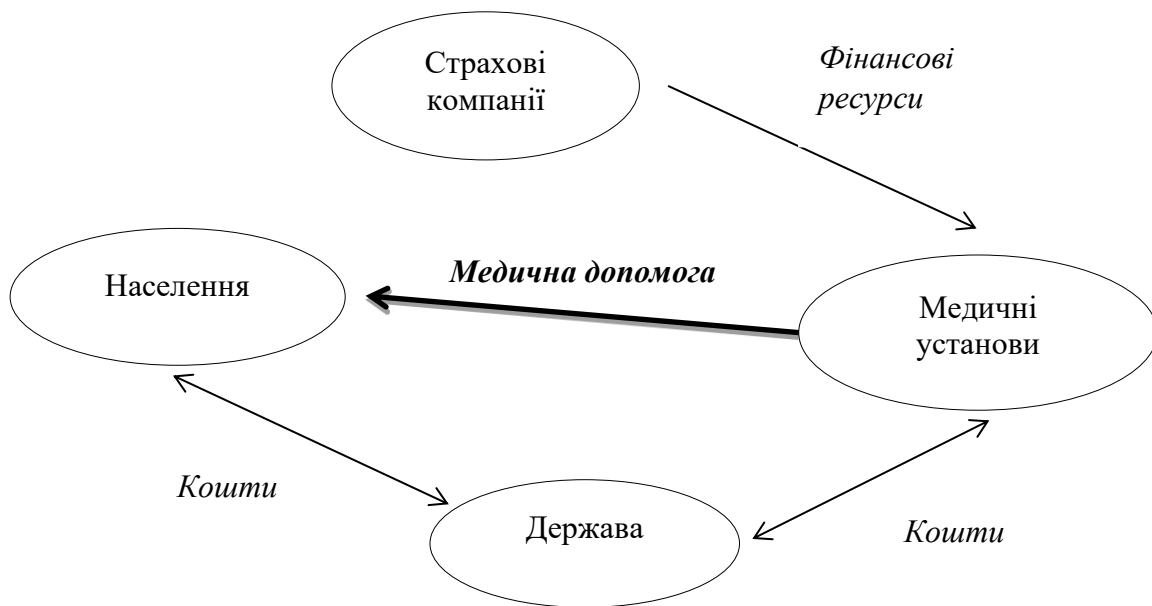 Страхові
компанії
Фінансові
ресурси
Населення
Медична допомога
Медичні
установи
Кошти
Держава
Кошти